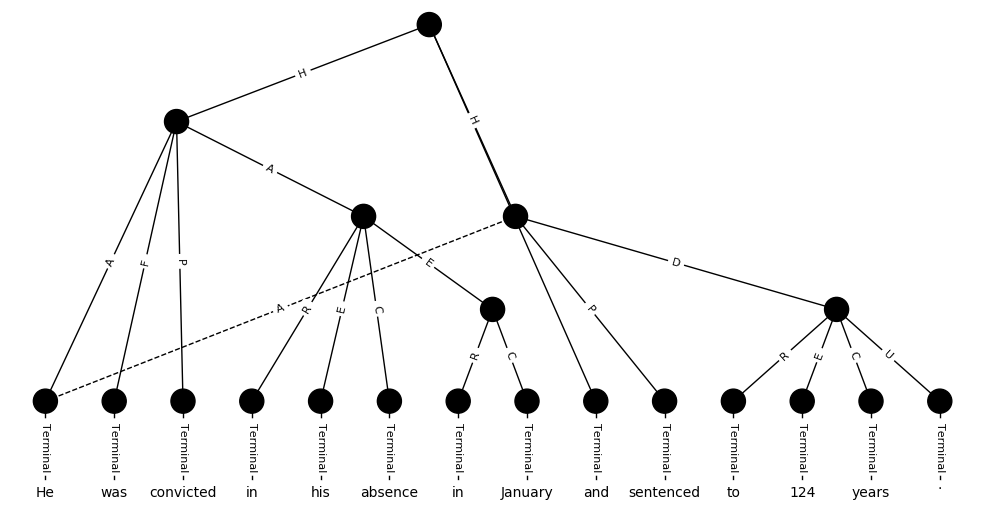 H
H
A
A
F
P
E
D
A
R
E
C
P
R
C
R
E
C
U
Terminal Terminal Terminal Terminal Terminal Terminal Terminal Terminal Terminal Terminal Terminal Terminal Terminal Terminal
He was convicted in his absence in January and sentenced to 124 years .